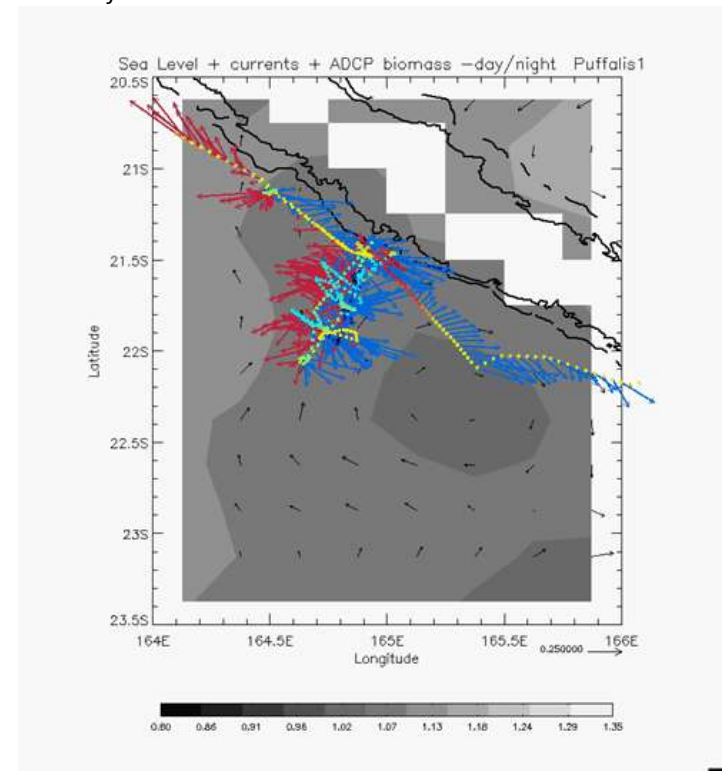 Sea Level + currents + ADCP biomass -day/night Puffalis1
20.5S
21S
21.5S
22S
22.5S
23S
23.5S
Latitude
164E 164.5E 165E 165.5E 166E
Longitude
0.250000
0.80 0.86 0.91 0.96 1.02 1.07 1.13 1.18 1.24 1.29 1.35